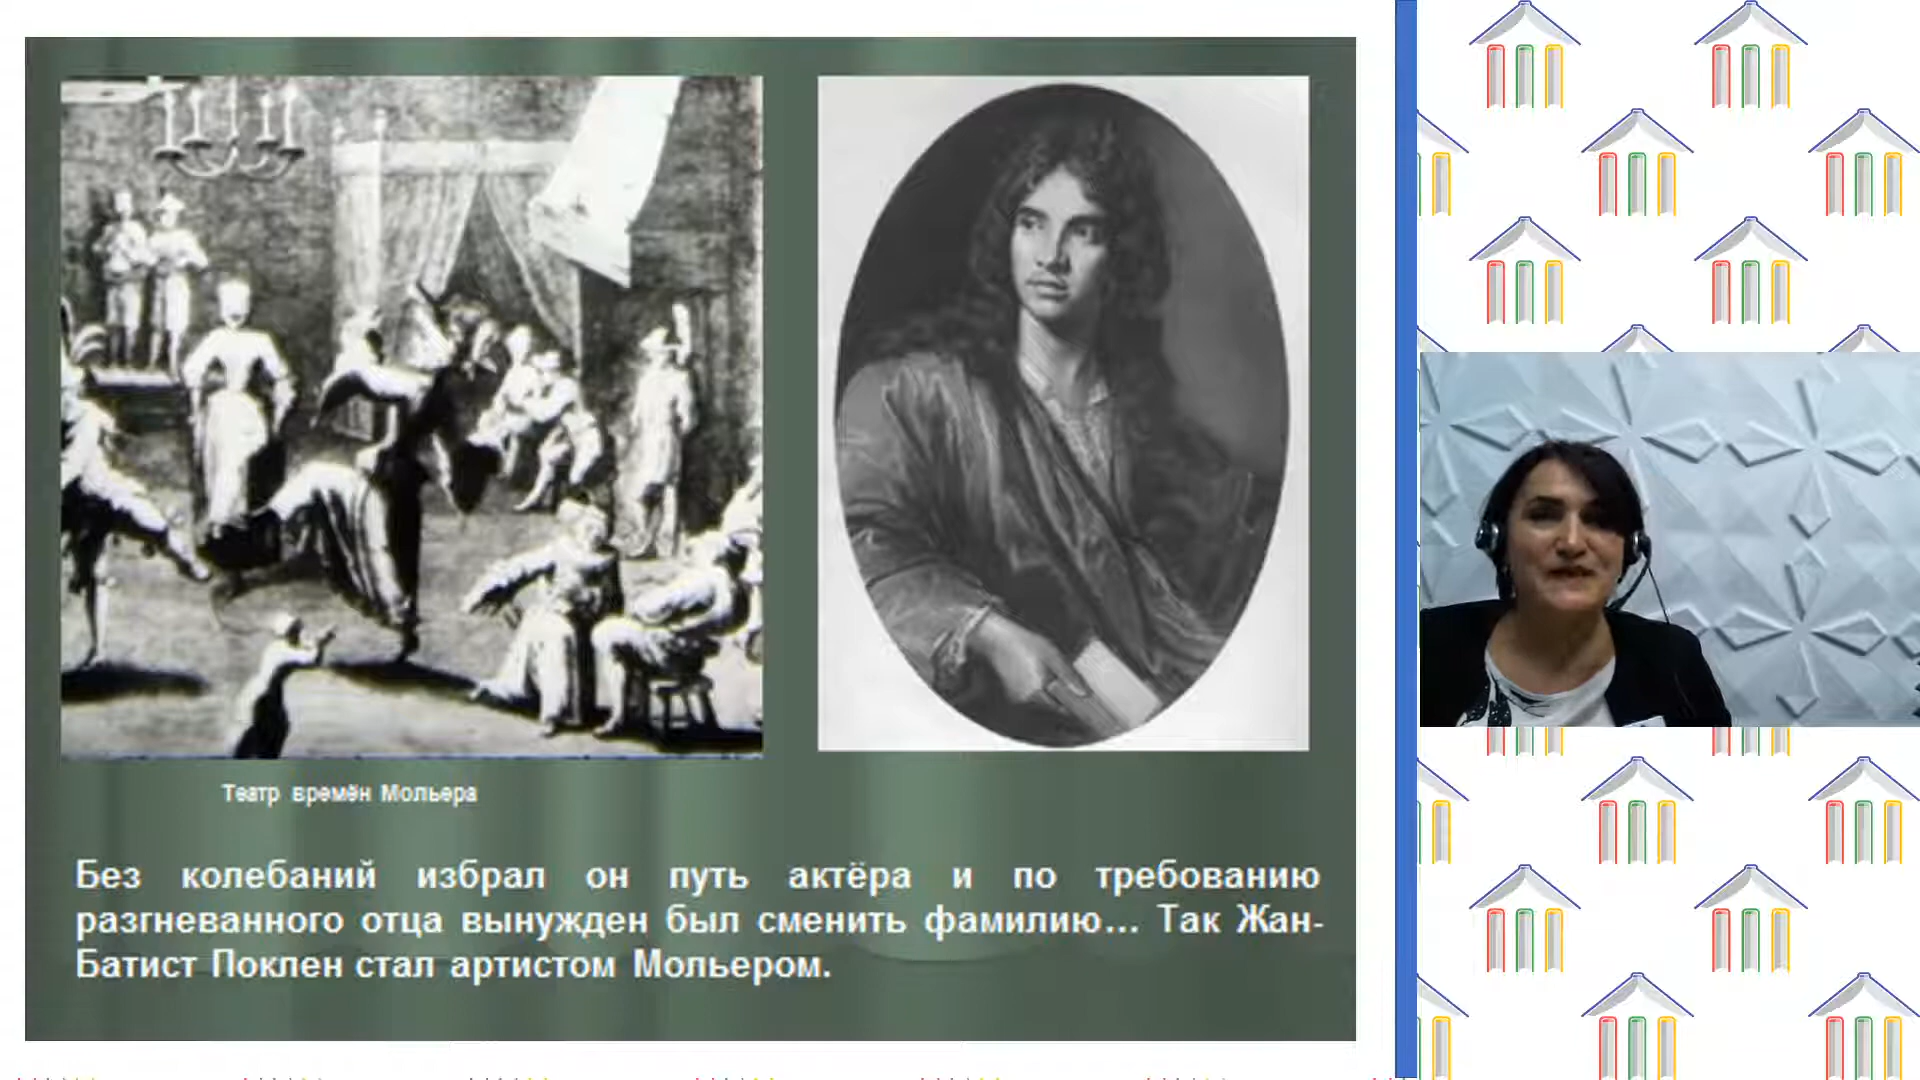 Театр времён Мольера
Без колебаний избрал он путь актёра и по требованию
разгневанного отца вынужден был сменить фамилию... Так Жан-
Батист Поклен стал артистом Мольером.